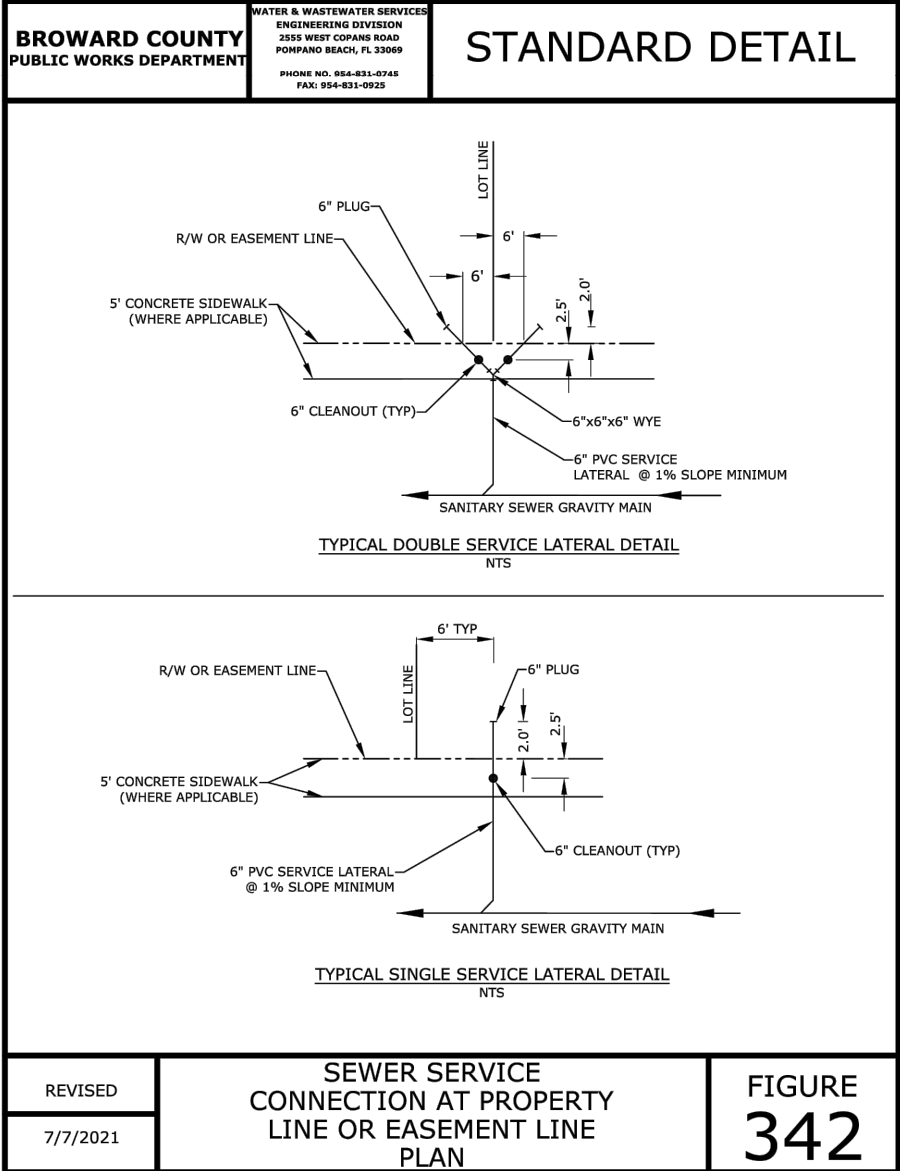 BROWARD COUNTY
PUBLIC WORKS DEPARTMENT
WATER & WASTEWATER SERVICES
ENGINEERING DIVISION
2555 WEST COPANS ROAD
POMPANO BEACH, FL 33069
PHONE NO. 954-831-0745
FAX: 954-831-0925
STANDARD DETAIL
LOT LINE
6" PLUG
R/W OR EASEMENT LINE
6'
6'
5' CONCRETE SIDEWALK
(WHERE APPLICABLE)
2.5'
2.0'
6" CLEANOUT (TYP)
6"x6"x6" WYE
6" PVC SERVICE
LATERAL @ 1% SLOPE MINIMUM
SANITARY SEWER GRAVITY MAIN
TYPICAL DOUBLE SERVICE LATERAL DETAIL
NTS
6' TYP
R/W OR EASEMENT LINE
LOT LINE
6" PLUG
2.0'
2.5'
5' CONCRETE SIDEWALK
(WHERE APPLICABLE)
6" CLEANOUT (TYP)
6" PVC SERVICE LATERAL
@ 1% SLOPE MINIMUM
SANITARY SEWER GRAVITY MAIN
TYPICAL SINGLE SERVICE LATERAL DETAIL
NTS
REVISED
7/7/2021
SEWER SERVICE
CONNECTION AT PROPERTY
LINE OR EASEMENT LINE
PLAN
FIGURE
342